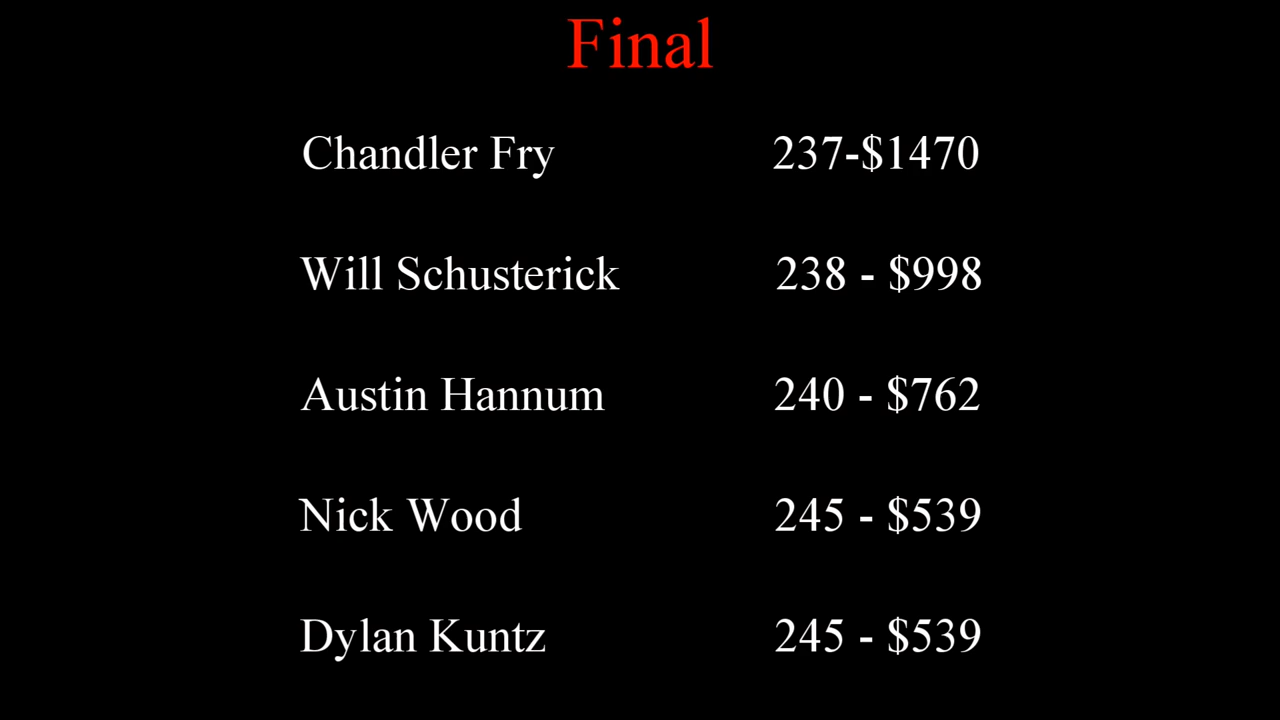 Final
Chandler Fry 237-$1470
Will Schusterick 238 - $998
Austin Hannum 240 - $762
Nick Wood 245 - $539
Dylan Kuntz 245 - $539